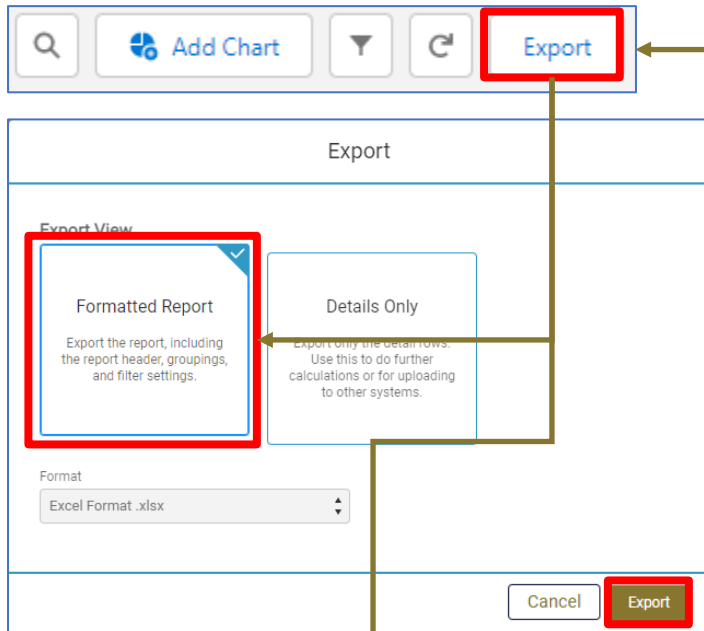 Add Chart
Export
Export
Export View
Formatted Report
Export the report, including
the report header, groupings,
and filter settings.
Details Only
Export only the detail rows.
Use this to do further
calculations or for uploading
to other systems.
Format
Excel Format .xlsx
Cancel
Export